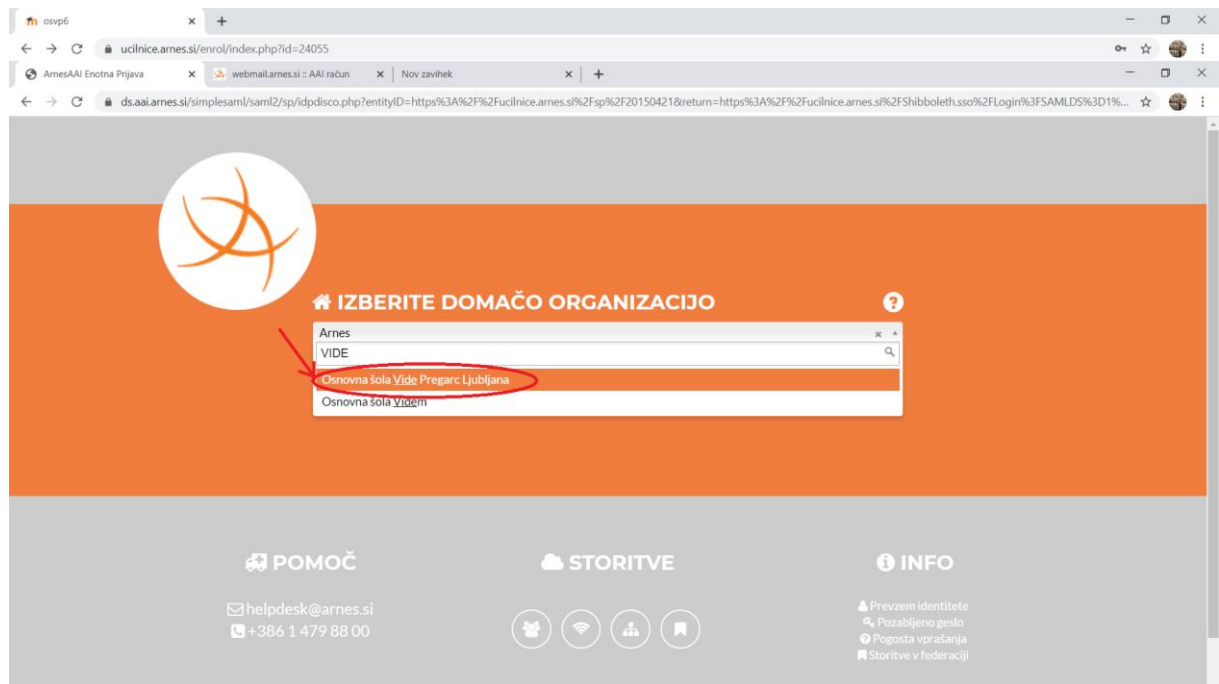 osvp6
ucilnice.arnes.si/enrol/index.php?id=24055
ArnesAAI Enotna Prijava
webmail.arnes.si :: AAI račun
Nov zavihek
ds.aai.arnes.si/simplesaml/saml2/sp/idpdisco.php?entityID=https%3A%2F%2Fucilnice.arnes.si%2Fsp%2F20150421&return=https%3A%2F%2Fucilnice.arnes.si%2FShibboleth.sso%2FLogin%3FSAMLDS%3D1%...
IZBERITE DOMAČO ORGANIZACIJO
Arnes
VIDE
Osnovna šola Vide Pregarc Ljubljana
Osnovna šola Videm
POMOČ
helpdesk@arnes.si
+386 1 479 88 00
STORITVE
INFO
Prevzem identitete
Pozabljeno geslo
Pogosta vprašanja
Storitve v federaciji